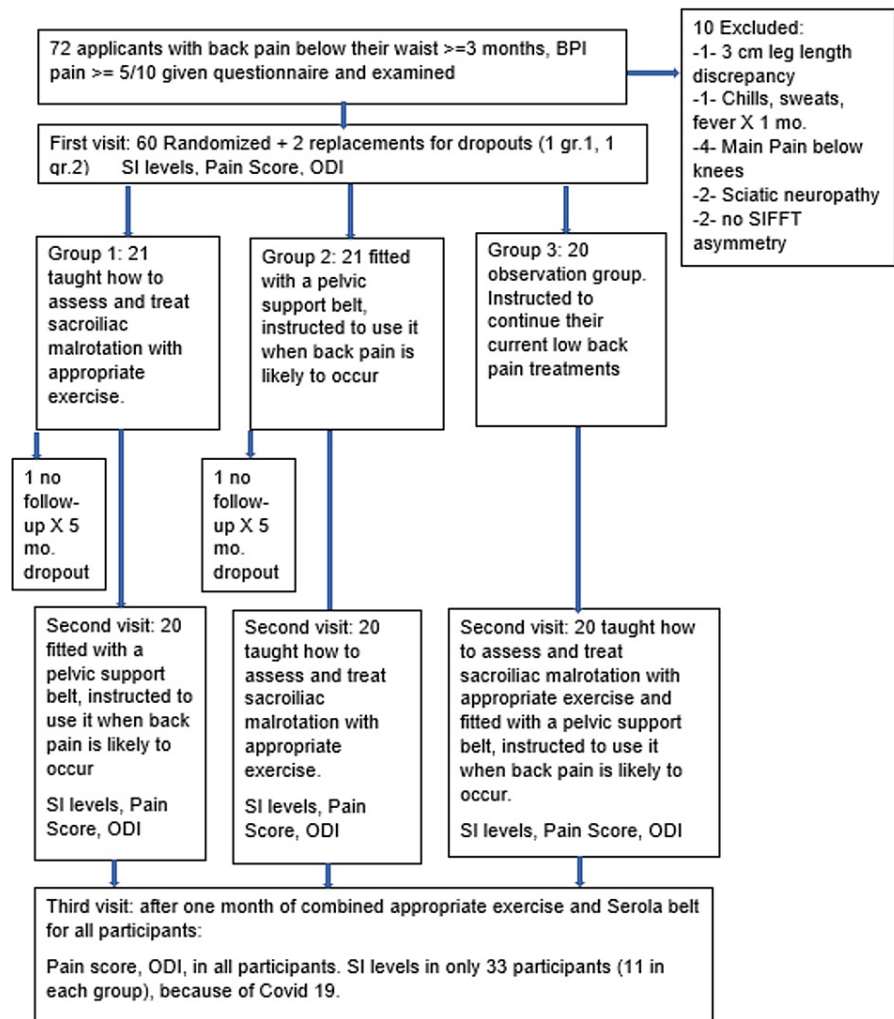 72 applicants with back pain below their waist >=3 months, BPI
pain >= 5/10 given questionnaire and examined
10 Excluded:
-1- 3 cm leg length
discrepancy
-1- Chills, sweats,
fever X 1 mo.
-4- Main Pain below
knees
-2- Sciatic neuropathy
-2- no SIFFT
asymmetry
First visit: 60 Randomized + 2 replacements for dropouts (1 gr.1, 1
gr.2) SI levels, Pain Score, ODI
Group 1: 21
taught how to
assess and treat
sacroiliac
malrotation with
appropriate
exercise.
Group 2: 21 fitted
with a pelvic
support belt,
instructed to use it
when back pain is
likely to occur
Group 3: 20
observation group.
Instructed to
continue their
current low back
pain treatments
1 no
follow-
up X 5
mo.
dropout
1 no
follow-
up X 5
mo.
dropout
Second visit: 20
fitted with a
pelvic support
belt, instructed to
use it when back
pain is likely to
occur
SI levels, Pain
Score, ODI
Second visit: 20
taught how to
assess and treat
sacroiliac
malrotation with
appropriate
exercise.
SI levels, Pain
Score, ODI
Second visit: 20 taught how
to assess and treat
sacroiliac malrotation with
appropriate exercise and
fitted with a pelvic support
belt, instructed to use it
when back pain is likely to
occur.
SI levels, Pain Score, ODI
Third visit: after one month of combined appropriate exercise and Serola belt
for all participants:
Pain score, ODI, in all participants. SI levels in only 33 participants (11 in
each group), because of Covid 19.